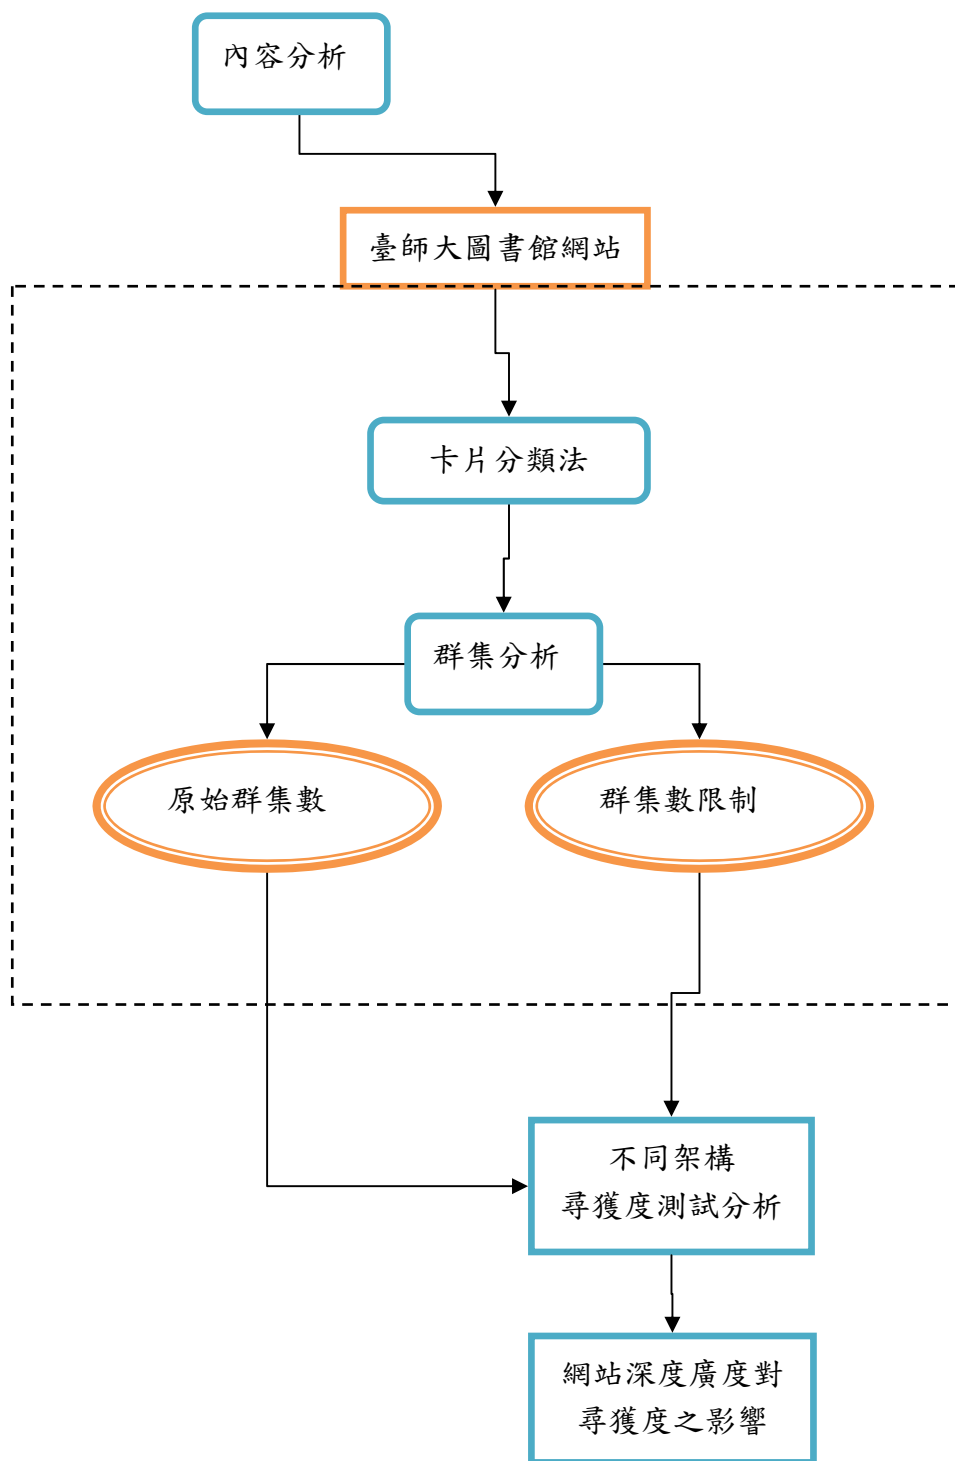 內容分析
臺師大圖書館網站
卡片分類法
群集分析
原始群集數
群集數限制
不同架構
尋獲度測試分析
網站深度廣度對
尋獲度之影響